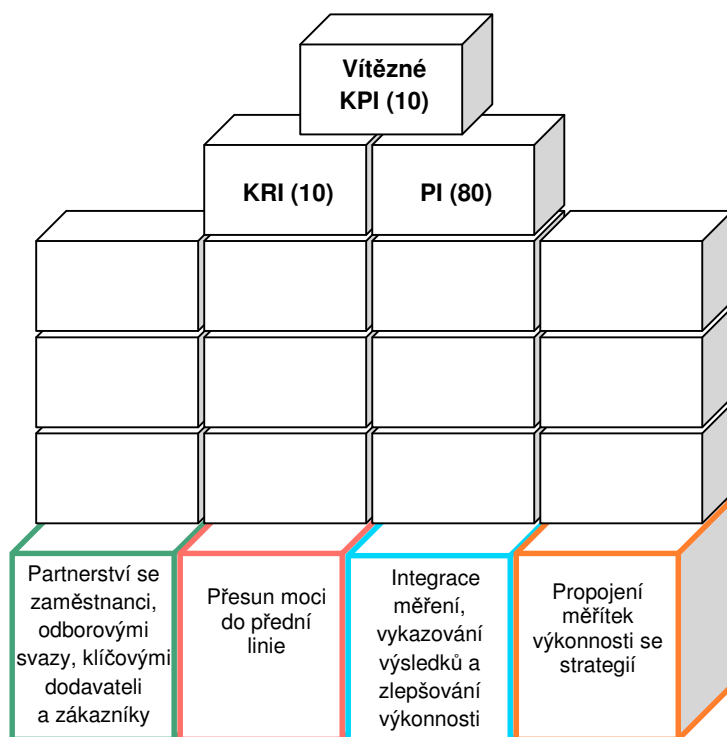 Vítězné
KPI (10)
KRI (10)
PI (80)
Partnerství se
zaměstnanci,
odborovými
svazy, klíčovými
dodavateli
a zákazníky
Přesun moci
do přední
linie
Integrace
měření,
vykazování
výsledků a
zlepšování
výkonnosti
Propojení
měřítek
výkonnosti se
strategií